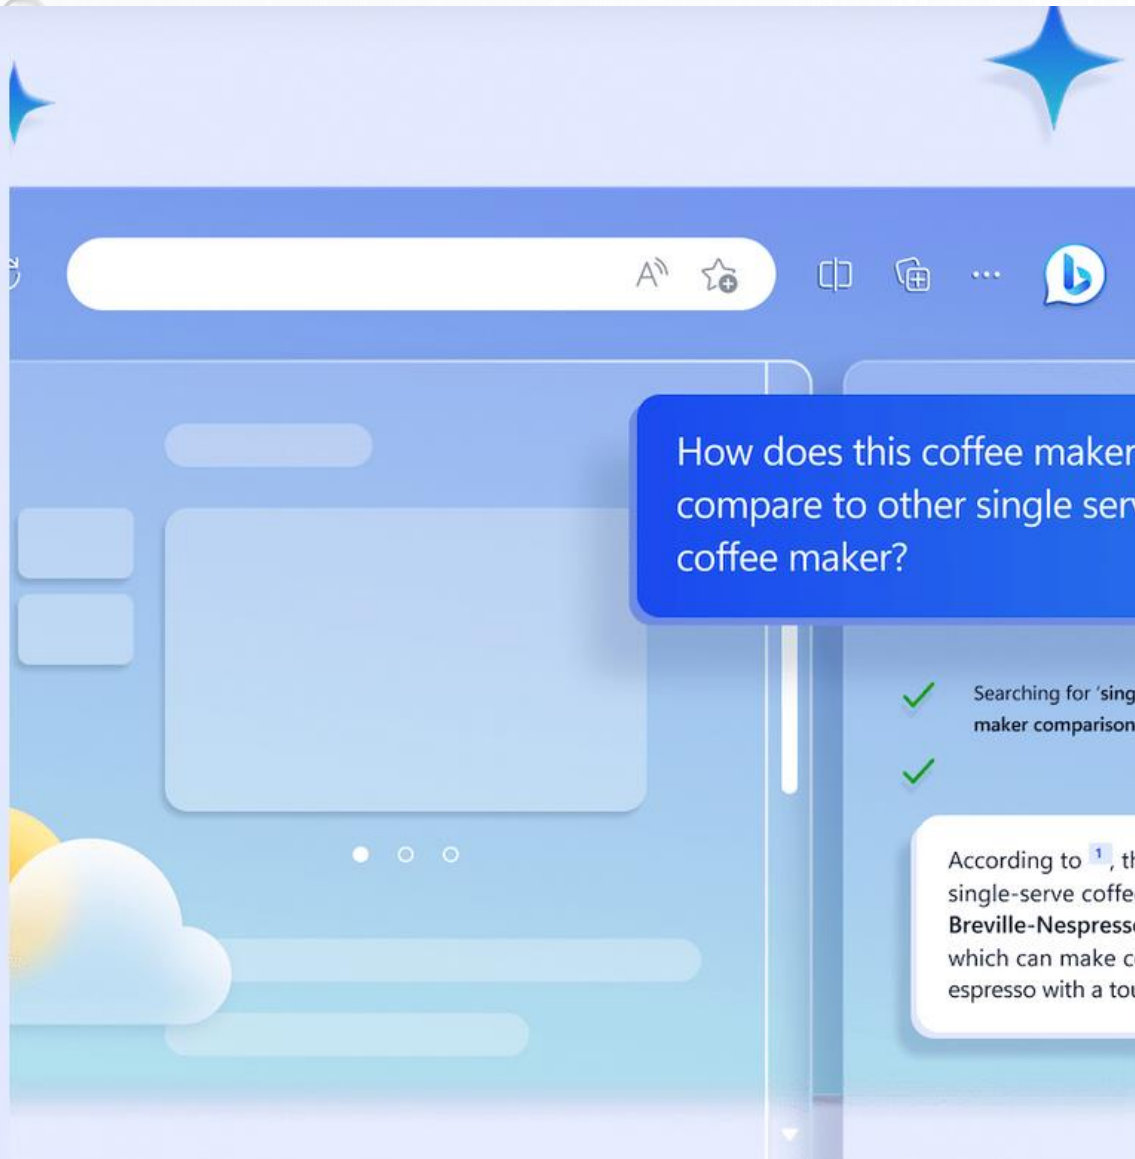 How does this coffee maker
compare to other single serv
coffee maker?
Searching for ‘sing
maker comparison
According to 1, th
single-serve coffe
Breville-Nespress
which can make c
espresso with a tou